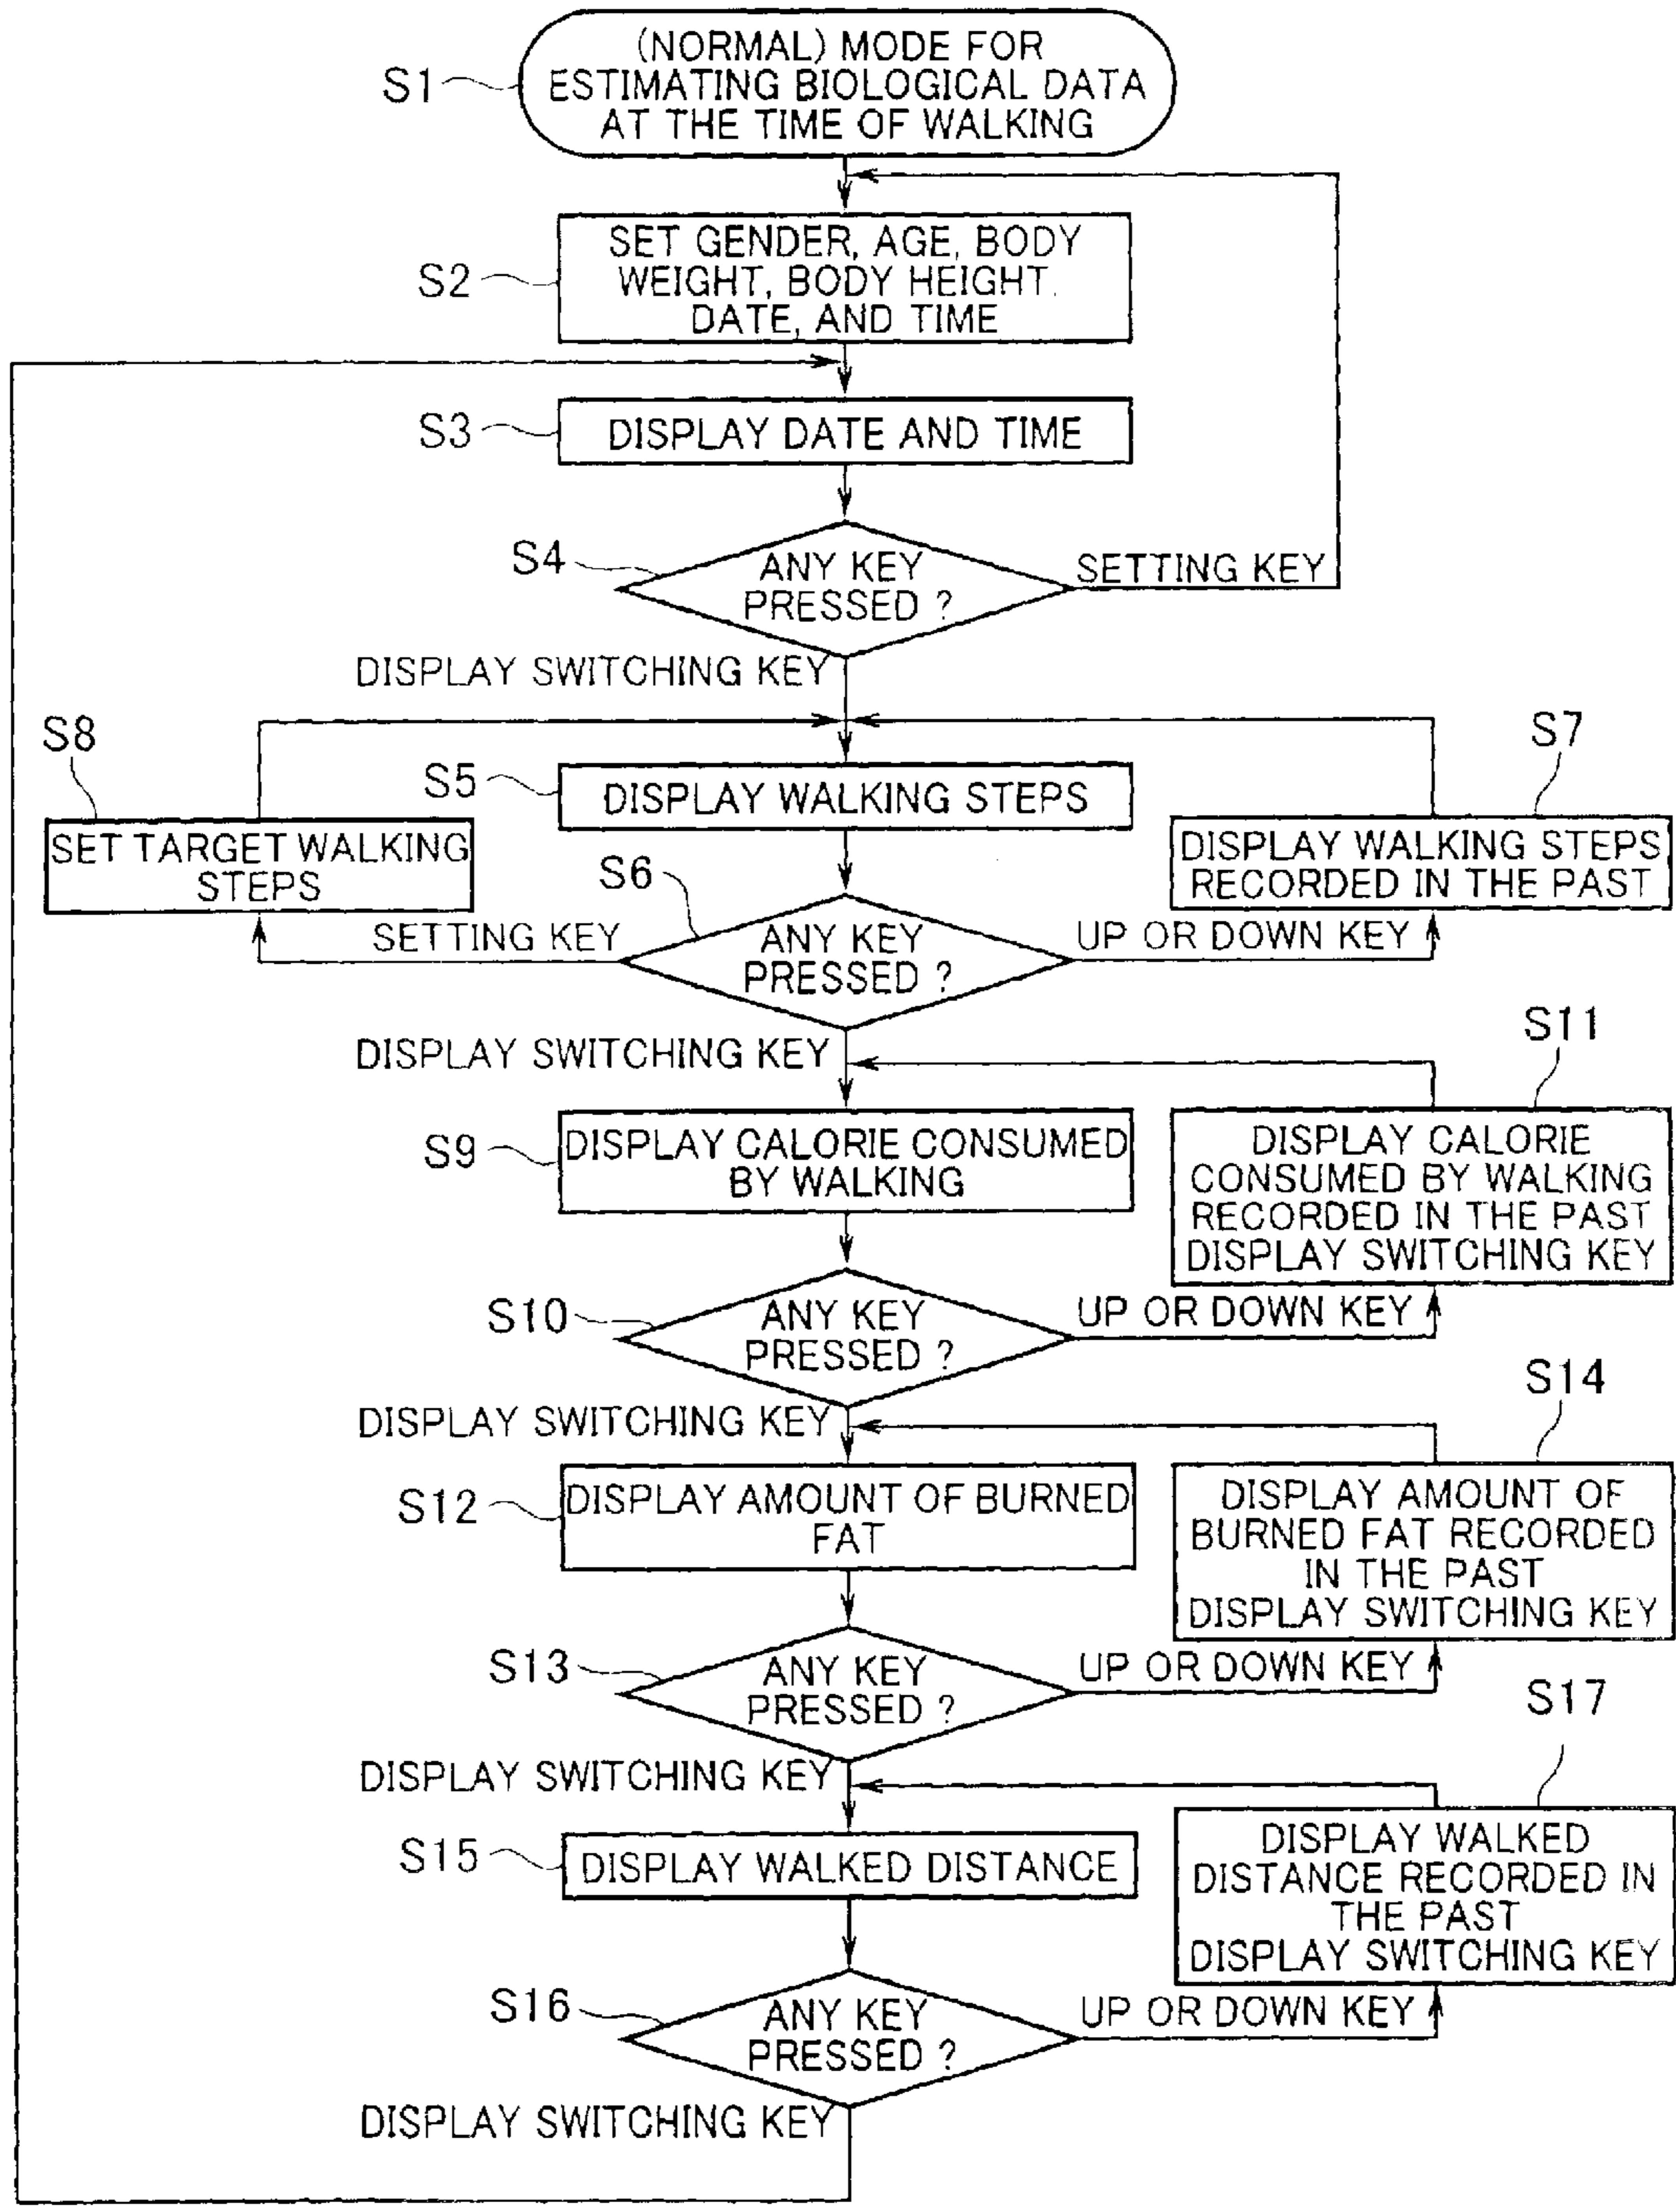 S1
(NORMAL) MODE FOR
ESTIMATING BIOLOGICAL DATA
AT THE TIME OF WALKING
S2
SET GENDER, AGE, BODY
WEIGHT, BODY HEIGHT,
DATE, AND TIME
S3
DISPLAY DATE AND TIME
S4
ANY KEY
PRESSED ?
SETTING KEY
DISPLAY SWITCHING KEY
S8
SET TARGET WALKING
STEPS
S5
DISPLAY WALKING STEPS
S7
DISPLAY WALKING STEPS
RECORDED IN THE PAST
S6
ANY KEY
PRESSED ?
SETTING KEY
UP OR DOWN KEY
DISPLAY SWITCHING KEY
S9
DISPLAY CALORIE CONSUMED
BY WALKING
S11
DISPLAY CALORIE
CONSUMED BY WALKING
RECORDED IN THE PAST
DISPLAY SWITCHING KEY
S10
ANY KEY
PRESSED ?
UP OR DOWN KEY
DISPLAY SWITCHING KEY
S12
DISPLAY AMOUNT OF BURNED
FAT
S14
DISPLAY AMOUNT OF
BURNED FAT RECORDED
IN THE PAST
DISPLAY SWITCHING KEY
S13
ANY KEY
PRESSED ?
UP OR DOWN KEY
DISPLAY SWITCHING KEY
S15
DISPLAY WALKED DISTANCE
S17
DISPLAY WALKED
DISTANCE RECORDED IN
THE PAST
DISPLAY SWITCHING KEY
S16
ANY KEY
PRESSED ?
UP OR DOWN KEY
DISPLAY SWITCHING KEY